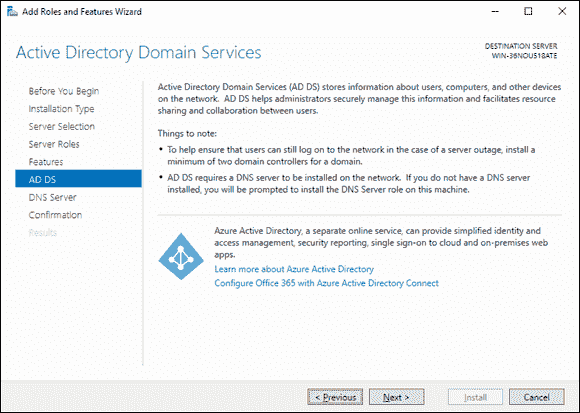 Add Roles and Features Wizard
Active Directory Domain Services
DESTINATION SERVER
WIN-36NOU518ATE
Before You Begin
Installation Type
Server Selection
Server Roles
Features
AD DS
DNS Server
Confirmation
Results
Active Directory Domain Services (AD DS) stores information about users, computers, and other devices
on the network. AD DS helps administrators securely manage this information and facilitates resource
sharing and collaboration between users.
Things to note:
• To help ensure that users can still log on to the network in the case of a server outage, install a
minimum of two domain controllers for a domain.
• AD DS requires a DNS server to be installed on the network. If you do not have a DNS server
installed, you will be prompted to install the DNS Server role on this machine.
Azure Active Directory, a separate online service, can provide simplified identity and
access management, security reporting, single sign-on to cloud and on-premises web
apps.
Learn more about Azure Active Directory
Configure Office 365 with Azure Active Directory Connect
< Previous
Next >
Install
Cancel